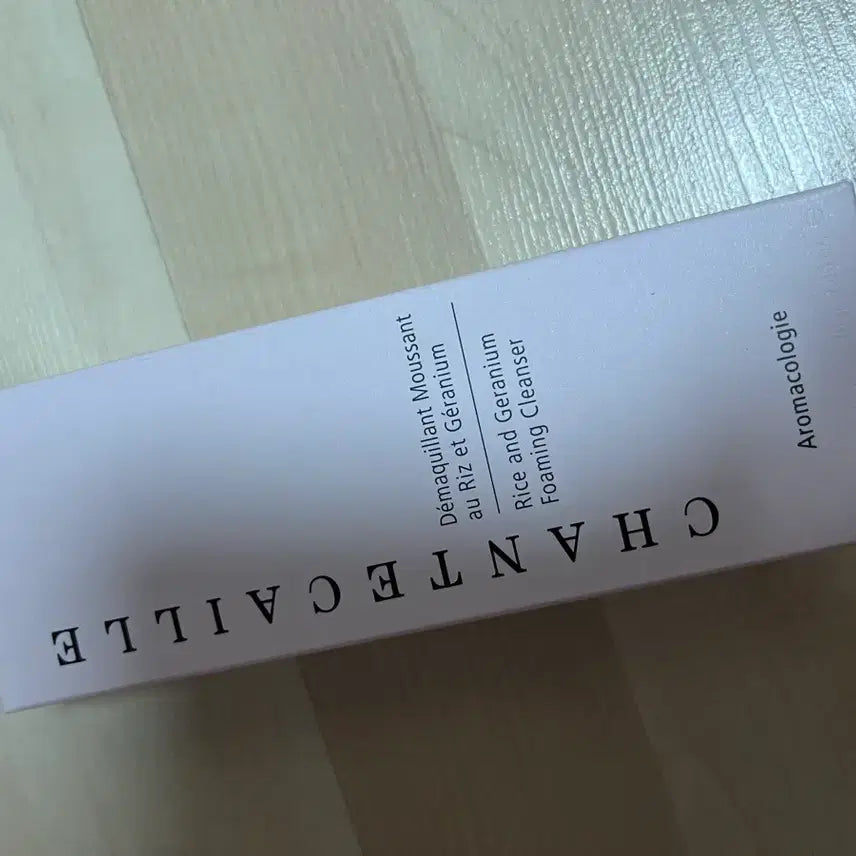 CHANTECAILLE
Démaquillant Moussant
au Riz et Géranium
Rice and Geranium
Foaming Cleanser
Aromacologie